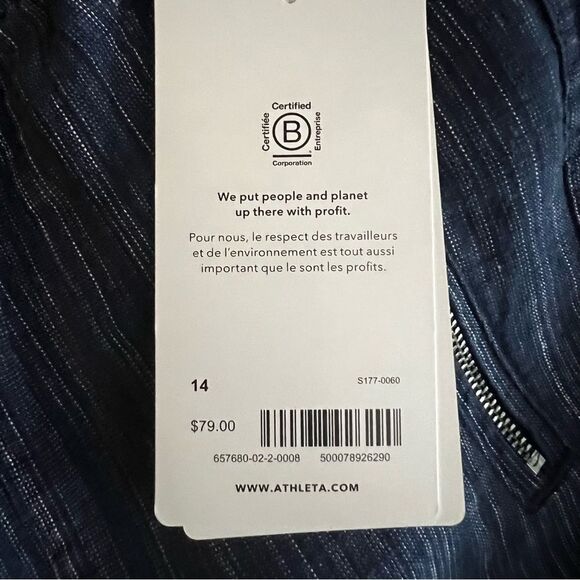 Certified
Certifiée
B
Entreprise
Corporation
We put people and planet
up there with profit.
Pour nous, le respect des travailleurs
et de l'environnement est tout aussi
important que le sont les profits.
14 S177-0060
$79.00
657680-02-2-0008 500078926290
WWW.ATHLETA.COM